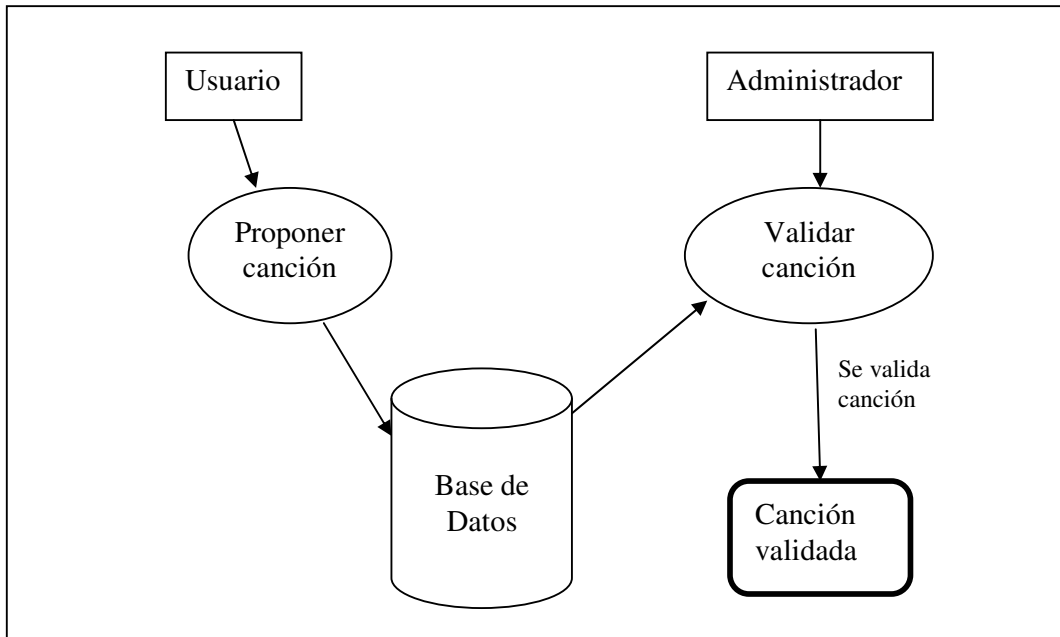 Usuario
Administrador
Proponer
canción
Validar
canción
Se valida
canción
Base de
Datos
Canción
validada